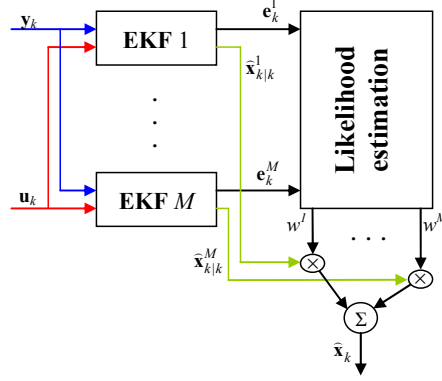 y_k
EKF 1
e_k^1
x̂_{k|k}^1
Likelihood estimation
. . .
u_k
EKF M
e_k^M
x̂_{k|k}^M
w^1
. . .
w^M
×
×
Σ
x̂_k